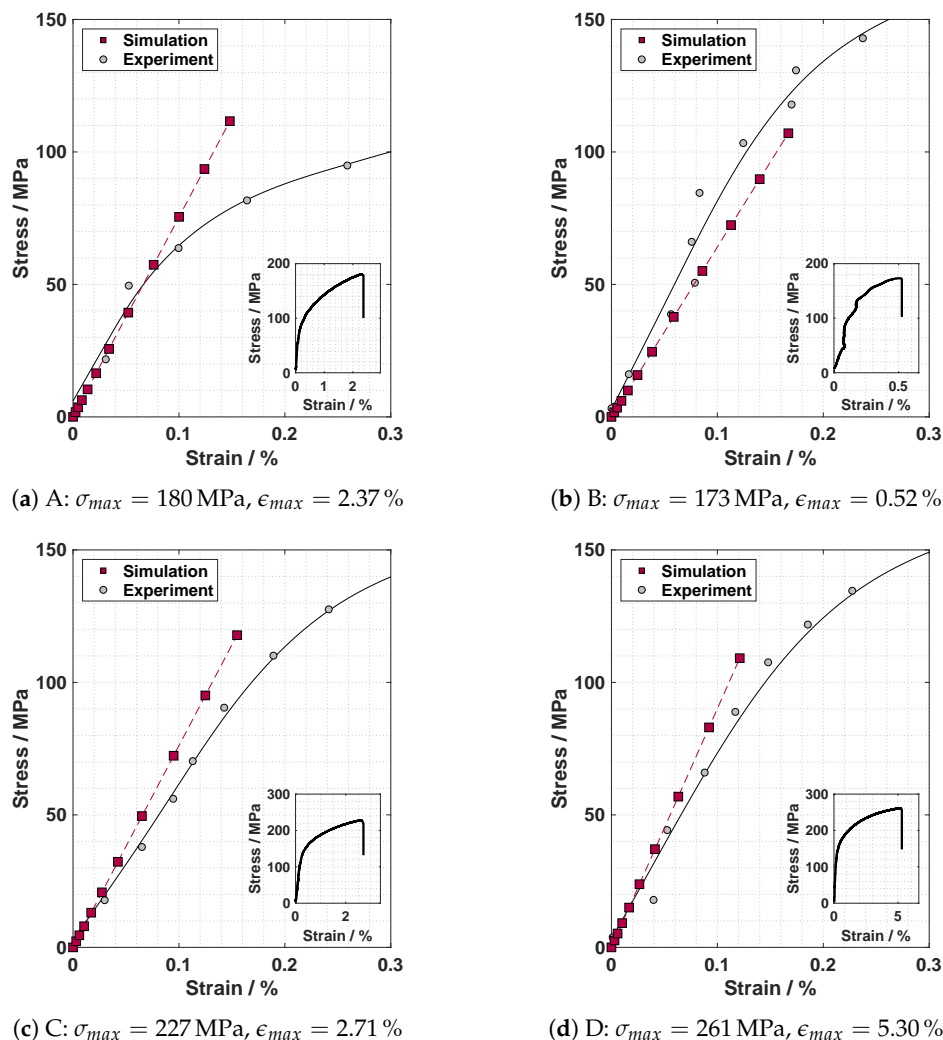 150
Simulation
Experiment
100
50
0
Stress / MPa
0
0.1
0.2
0.3
Strain / %
200
100
0
Stress / MPa
0
1
2
Strain / %
(a) A: σmax = 180 MPa, ϵmax = 2.37 %
150
Simulation
Experiment
100
50
0
Stress / MPa
0
0.1
0.2
0.3
Strain / %
200
100
0
Stress / MPa
0
0.5
Strain / %
(b) B: σmax = 173 MPa, ϵmax = 0.52 %
150
Simulation
Experiment
100
50
0
Stress / MPa
0
0.1
0.2
0.3
Strain / %
300
200
100
0
Stress / MPa
0
2
Strain / %
(c) C: σmax = 227 MPa, ϵmax = 2.71 %
150
Simulation
Experiment
100
50
0
Stress / MPa
0
0.1
0.2
0.3
Strain / %
300
200
100
0
Stress / MPa
0
5
Strain / %
(d) D: σmax = 261 MPa, ϵmax = 5.30 %